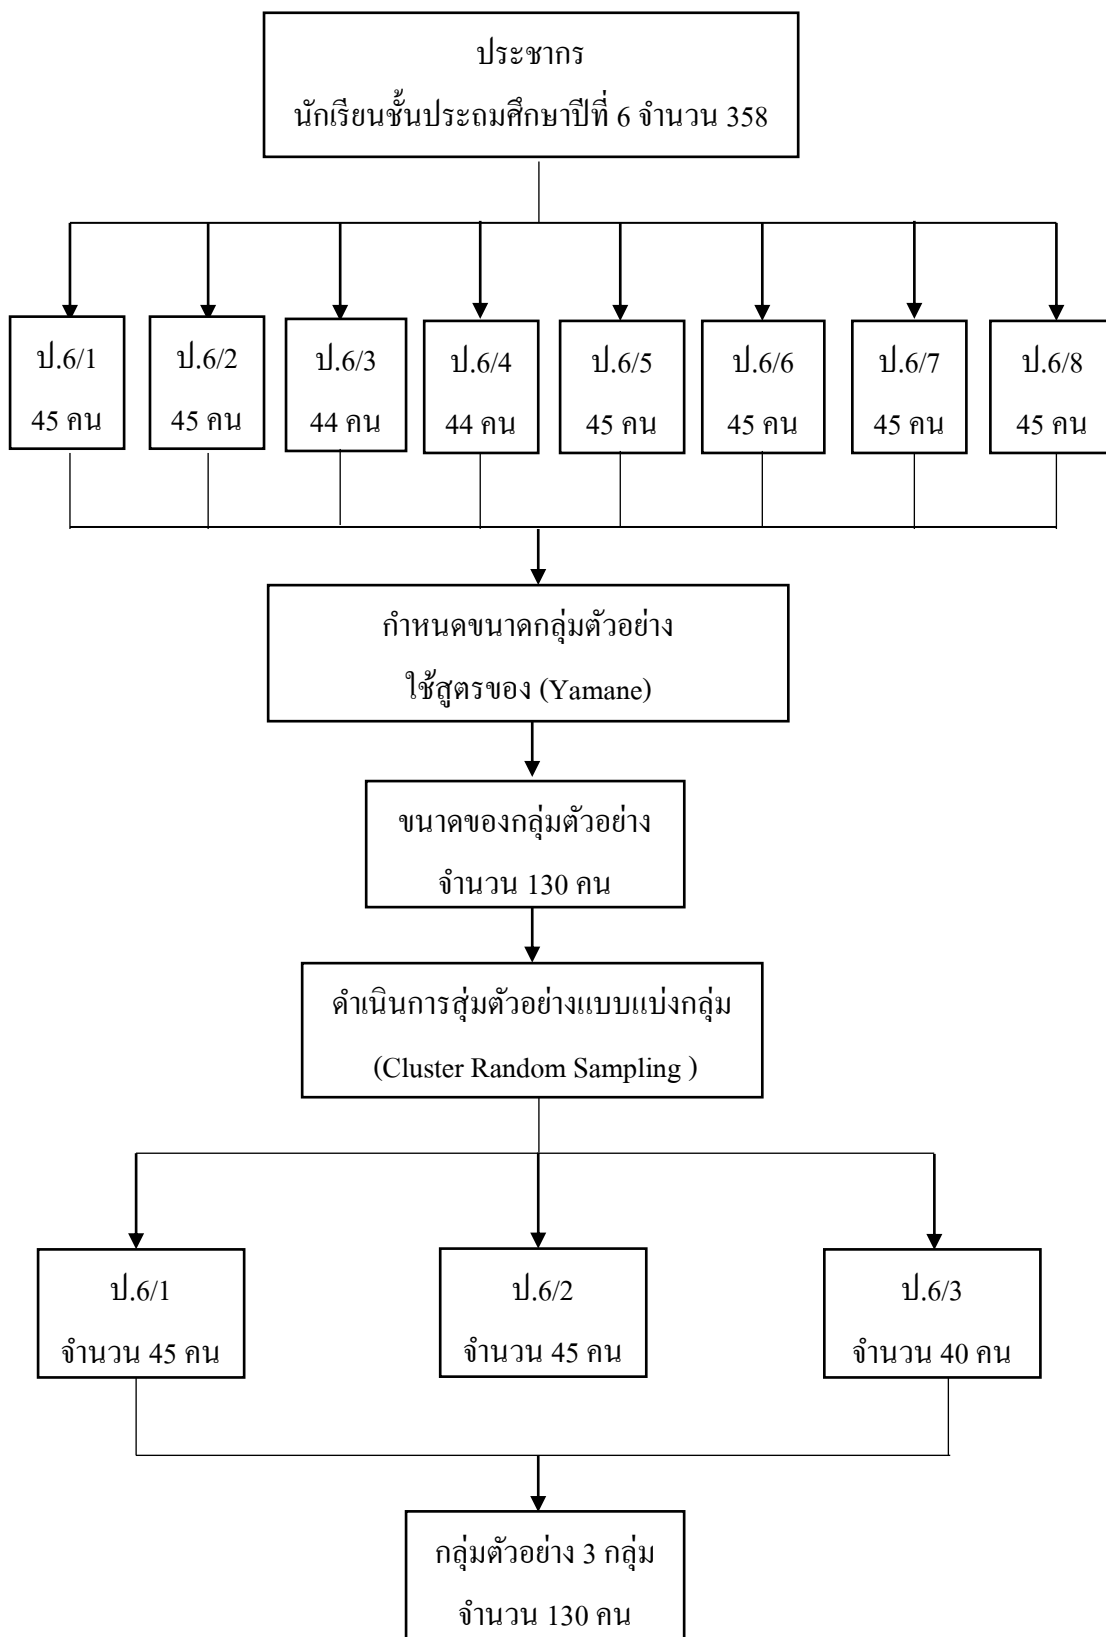 ประชากร
นักเรียนชั้นประถมศึกษาปีที่ 6 จำนวน 358
ป.6/1
45 คน
ป.6/2
45 คน
ป.6/3
44 คน
ป.6/4
44 คน
ป.6/5
45 คน
ป.6/6
45 คน
ป.6/7
45 คน
ป.6/8
45 คน
กำหนดขนาดกลุ่มตัวอย่าง
ใช้สูตรของ (Yamane)
ขนาดของกลุ่มตัวอย่าง
จำนวน 130 คน
ดำเนินการสุ่มตัวอย่างแบบแบ่งกลุ่ม
(Cluster Random Sampling )
ป.6/1
จำนวน 45 คน
ป.6/2
จำนวน 45 คน
ป.6/3
จำนวน 40 คน
กลุ่มตัวอย่าง 3 กลุ่ม
จำนวน 130 คน